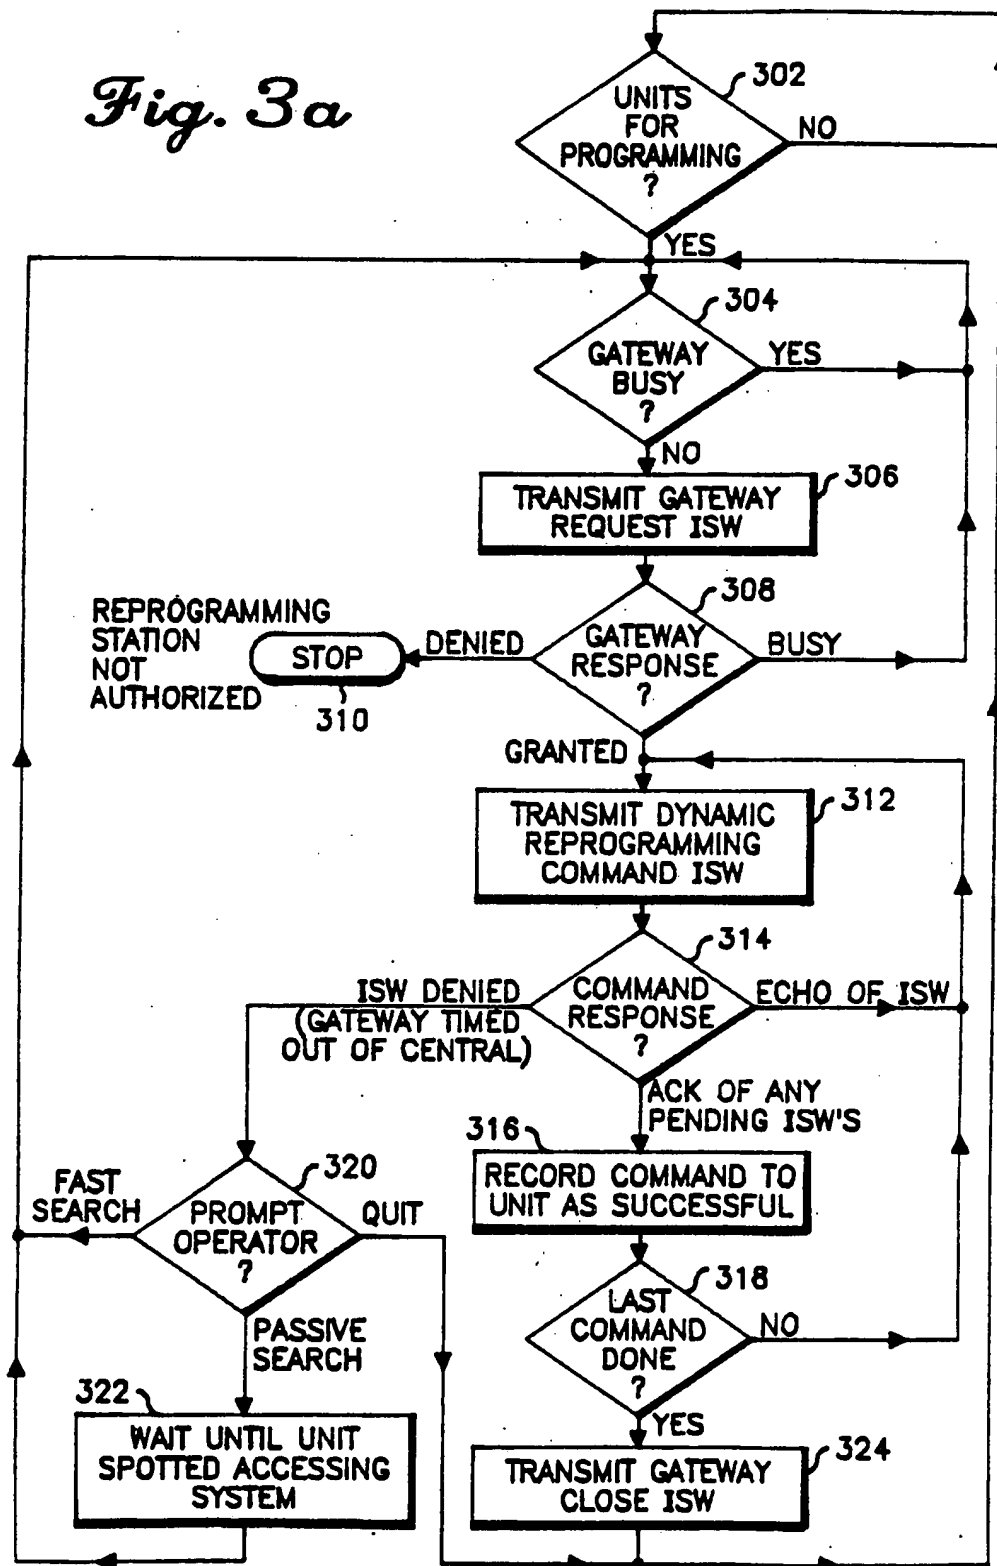 Fig. 3a
302
UNITS
FOR
PROGRAMMING
?
NO
YES
304
GATEWAY
BUSY
?
YES
NO
306
TRANSMIT GATEWAY
REQUEST ISW
308
GATEWAY
RESPONSE
?
DENIED
BUSY
REPROGRAMMING
STATION
NOT
AUTHORIZED
STOP
310
GRANTED
312
TRANSMIT DYNAMIC
REPROGRAMMING
COMMAND ISW
314
COMMAND
RESPONSE
?
ISW DENIED
(GATEWAY TIMED
OUT OF CENTRAL)
ECHO OF ISW
ACK OF ANY
PENDING ISW'S
316
RECORD COMMAND TO
UNIT AS SUCCESSFUL
320
PROMPT
OPERATOR
?
FAST
SEARCH
QUIT
PASSIVE
SEARCH
318
LAST
COMMAND
DONE
?
NO
YES
322
WAIT UNTIL UNIT
SPOTTED ACCESSING
SYSTEM
324
TRANSMIT GATEWAY
CLOSE ISW